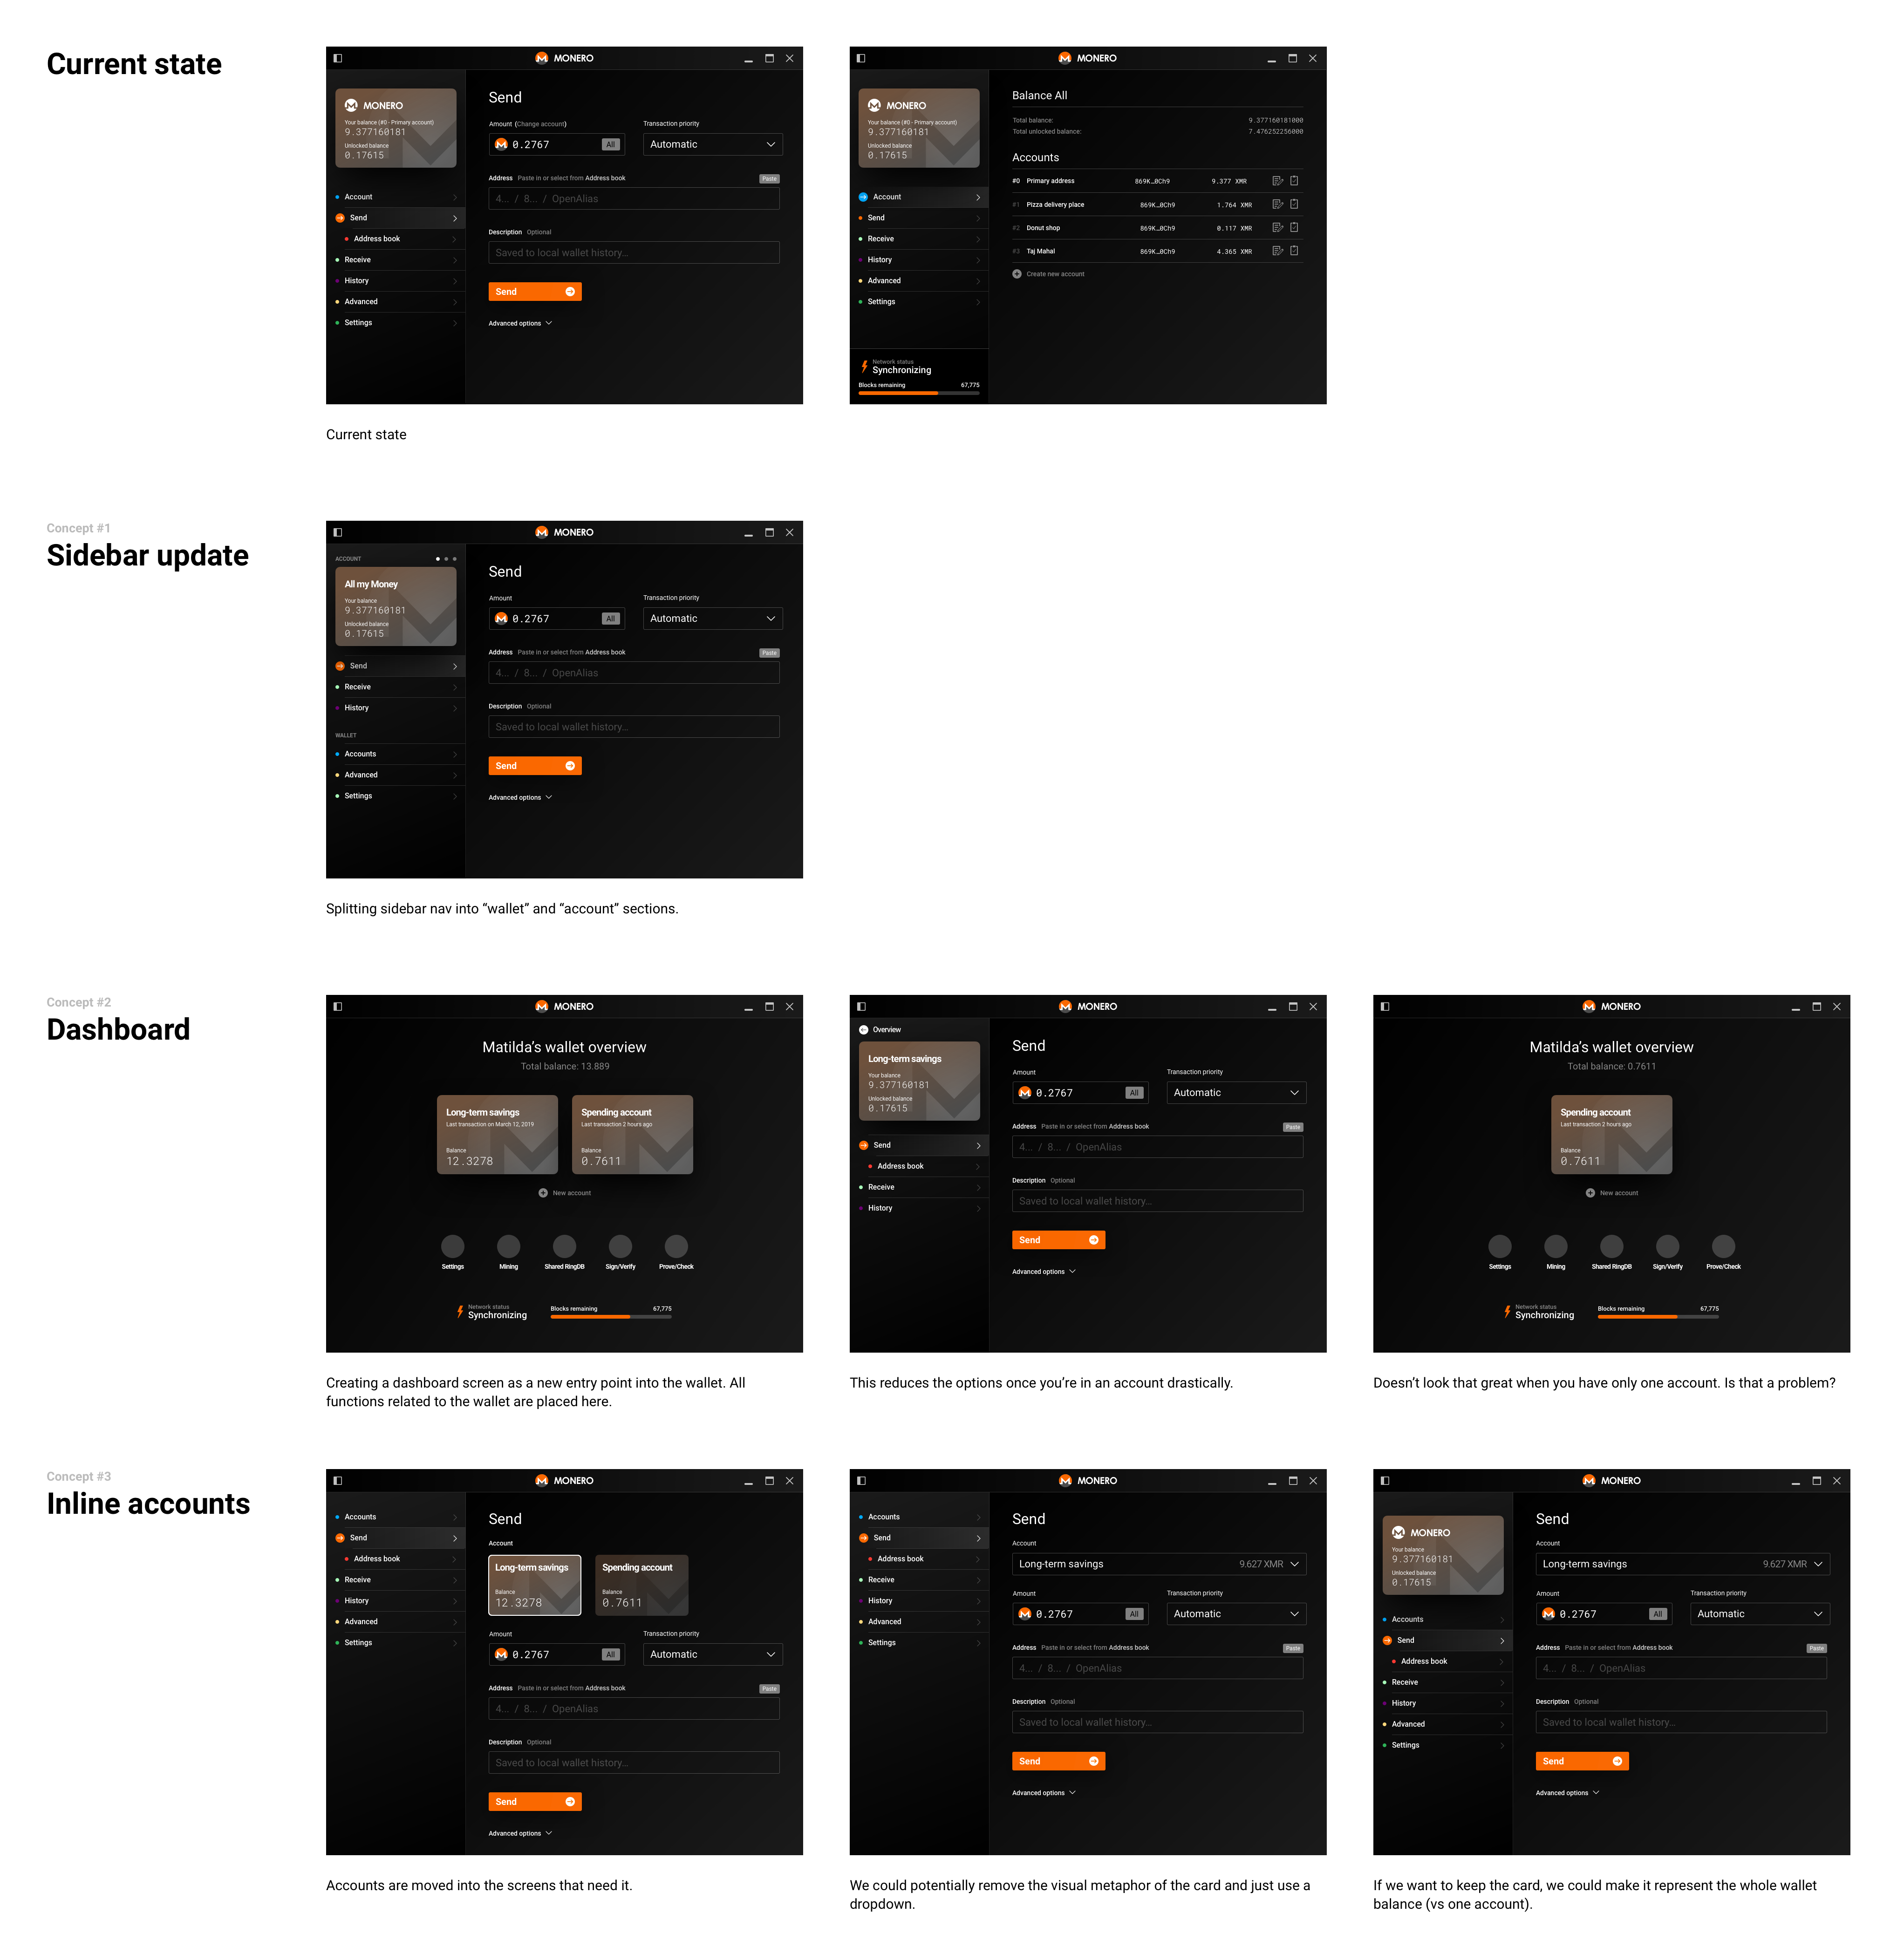 Current state
MONERO
MONERO
Your balance (#0 - Primary account)
9.377160181
Unlocked balance
0.17615
Account
Send
Address book
Receive
History
Advanced
Settings
Send
Amount (Change account)
Transaction priority
0.2767 All
Automatic
Address Paste in or select from Address book Paste
4... / 8... / OpenAlias
Description Optional
Saved to local wallet history...
Send
Advanced options
Current state
MONERO
MONERO
Your balance (#0 - Primary account)
9.377160181
Unlocked balance
0.17615
Account
Send
Receive
History
Advanced
Settings
Network status
Synchronizing
Blocks remaining 67,775
Balance All
Total balance: 9.377160181000
Total unlocked balance: 7.476252256000
Accounts
#0 Primary address 869K…0Ch9 9.377 XMR
#1 Pizza delivery place 869K…0Ch9 1.764 XMR
#2 Donut shop 869K…0Ch9 0.117 XMR
#3 Taj Mahal 869K…0Ch9 4.365 XMR
Create new account
Concept #1
Sidebar update
MONERO
ACCOUNT
All my Money
Your balance
9.377160181
Unlocked balance
0.17615
Send
Receive
History
WALLET
Accounts
Advanced
Settings
Send
Amount
Transaction priority
0.2767 All
Automatic
Address Paste in or select from Address book Paste
4... / 8... / OpenAlias
Description Optional
Saved to local wallet history...
Send
Advanced options
Splitting sidebar nav into “wallet” and “account” sections.
Concept #2
Dashboard
MONERO
Matilda’s wallet overview
Total balance: 13.889
Long-term savings
Last transaction on March 12, 2019
Balance
12.3278
Spending account
Last transaction 2 hours ago
Balance
0.7611
New account
Settings
Mining
Shared RingDB
Sign/Verify
Prove/Check
Network status
Synchronizing
Blocks remaining 67,775
Creating a dashboard screen as a new entry point into the wallet. All
functions related to the wallet are placed here.
MONERO
Overview
Long-term savings
Your balance
9.377160181
Unlocked balance
0.17615
Send
Address book
Receive
History
Send
Amount
Transaction priority
0.2767 All
Automatic
Address Paste in or select from Address book Paste
4... / 8... / OpenAlias
Description Optional
Saved to local wallet history...
Send
Advanced options
This reduces the options once you’re in an account drastically.
MONERO
Matilda’s wallet overview
Total balance: 0.7611
Spending account
Last transaction 2 hours ago
Balance
0.7611
New account
Settings
Mining
Shared RingDB
Sign/Verify
Prove/Check
Network status
Synchronizing
Blocks remaining 67,775
Doesn’t look that great when you have only one account. Is that a problem?
Concept #3
Inline accounts
MONERO
Accounts
Send
Address book
Receive
History
Advanced
Settings
Send
Account
Long-term savings
Balance
12.3278
Spending account
Balance
0.7611
Amount
Transaction priority
0.2767 All
Automatic
Address Paste in or select from Address book Paste
4... / 8... / OpenAlias
Description Optional
Saved to local wallet history...
Send
Advanced options
Accounts are moved into the screens that need it.
MONERO
Accounts
Send
Address book
Receive
History
Advanced
Settings
Send
Account
Long-term savings 9.627 XMR
Amount
Transaction priority
0.2767 All
Automatic
Address Paste in or select from Address book Paste
4... / 8... / OpenAlias
Description Optional
Saved to local wallet history...
Send
Advanced options
We could potentially remove the visual metaphor of the card and just use a
dropdown.
MONERO
MONERO
Your balance
9.377160181
Unlocked balance
0.17615
Accounts
Send
Address book
Receive
History
Advanced
Settings
Send
Account
Long-term savings 9.627 XMR
Amount
Transaction priority
0.2767 All
Automatic
Address Paste in or select from Address book Paste
4... / 8... / OpenAlias
Description Optional
Saved to local wallet history...
Send
Advanced options
If we want to keep the card, we could make it represent the whole wallet
balance (vs one account).